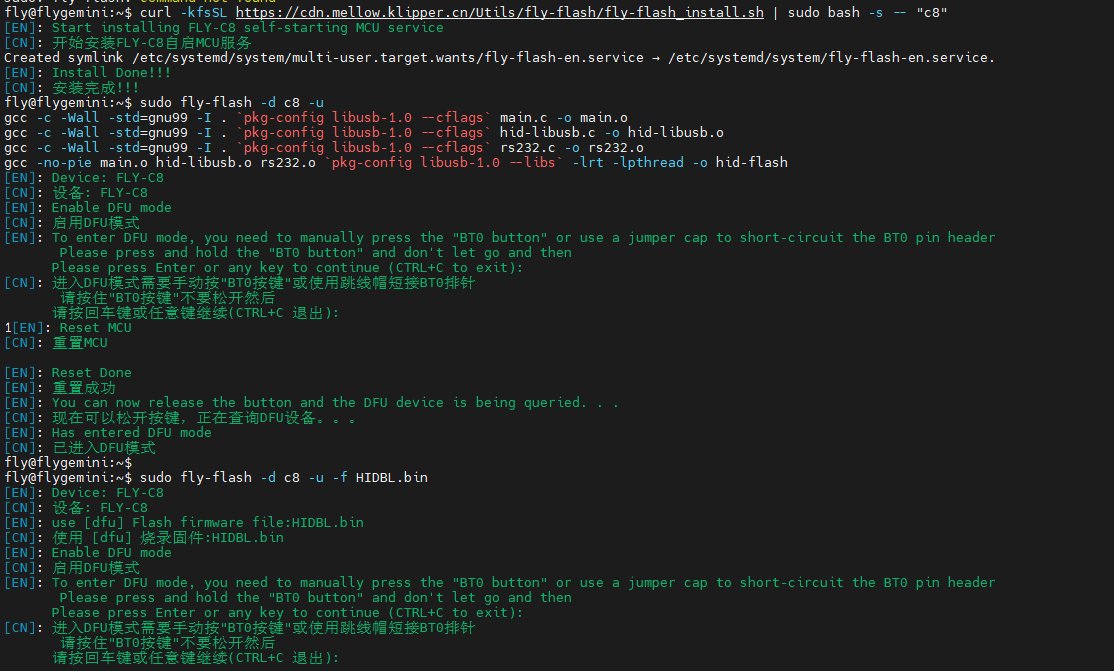 fly@flygemini:~$ curl -kfsSL https://cdn.mellow.klipper.cn/Utils/fly-flash/fly-flash_install.sh | sudo bash -s -- "c8"
[EN]: Start installing FLY-C8 self-starting MCU service
[CN]: 开始安装FLY-C8自启MCU服务
Created symlink /etc/systemd/system/multi-user.target.wants/fly-flash-en.service → /etc/systemd/system/fly-flash-en.service.
[EN]: Install Done!!!
[CN]: 安装完成!!!
fly@flygemini:~$ sudo fly-flash -d c8 -u
gcc -c -Wall -std=gnu99 -I . `pkg-config libusb-1.0 --cflags` main.c -o main.o
gcc -c -Wall -std=gnu99 -I . `pkg-config libusb-1.0 --cflags` hid-libusb.c -o hid-libusb.o
gcc -c -Wall -std=gnu99 -I . `pkg-config libusb-1.0 --cflags` rs232.c -o rs232.o
gcc -no-pie main.o hid-libusb.o rs232.o `pkg-config libusb-1.0 --libs` -lrt -lpthread -o hid-flash
[EN]: Device: FLY-C8
[CN]: 设备: FLY-C8
[EN]: Enable DFU mode
[CN]: 启用DFU模式
[EN]: To enter DFU mode, you need to manually press the "BT0 button" or use a jumper cap to short-circuit the BT0 pin header
Please press and hold the "BT0 button" and don't let go and then
Please press Enter or any key to continue (CTRL+C to exit):
[CN]: 进入DFU模式需要手动按"BT0按键"或使用跳线帽短接BT0排针
请按住"BT0按键"不要松开然后
请按回车键或任意键继续(CTRL+C 退出):
1[EN]: Reset MCU
[CN]: 重置MCU
[EN]: Reset Done
[EN]: 重置成功
[EN]: You can now release the button and the DFU device is being queried. . .
[CN]: 现在可以松开按键，正在查询DFU设备。。。
[EN]: Has entered DFU mode
[CN]: 已进入DFU模式
fly@flygemini:~$
fly@flygemini:~$ sudo fly-flash -d c8 -u -f HIDBL.bin
[EN]: Device: FLY-C8
[CN]: 设备: FLY-C8
[EN]: use [dfu] Flash firmware file:HIDBL.bin
[CN]: 使用 [dfu] 烧录固件:HIDBL.bin
[EN]: Enable DFU mode
[CN]: 启用DFU模式
[EN]: To enter DFU mode, you need to manually press the "BT0 button" or use a jumper cap to short-circuit the BT0 pin header
Please press and hold the "BT0 button" and don't let go and then
Please press Enter or any key to continue (CTRL+C to exit):
[CN]: 进入DFU模式需要手动按"BT0按键"或使用跳线帽短接BT0排针
请按住"BT0按键"不要松开然后
请按回车键或任意键继续(CTRL+C 退出):